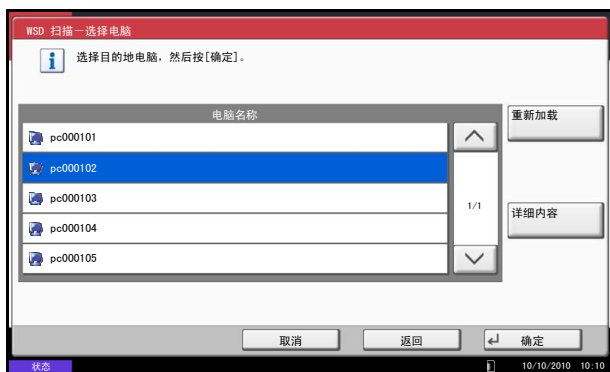 WSD 扫描－选择电脑
选择目的地电脑，然后按[确定]。
电脑名称
重新加载
pc000101
pc000102
pc000103
1/1
详细内容
pc000104
pc000105
取消
返回
确定
状态
10/10/2010 10:10